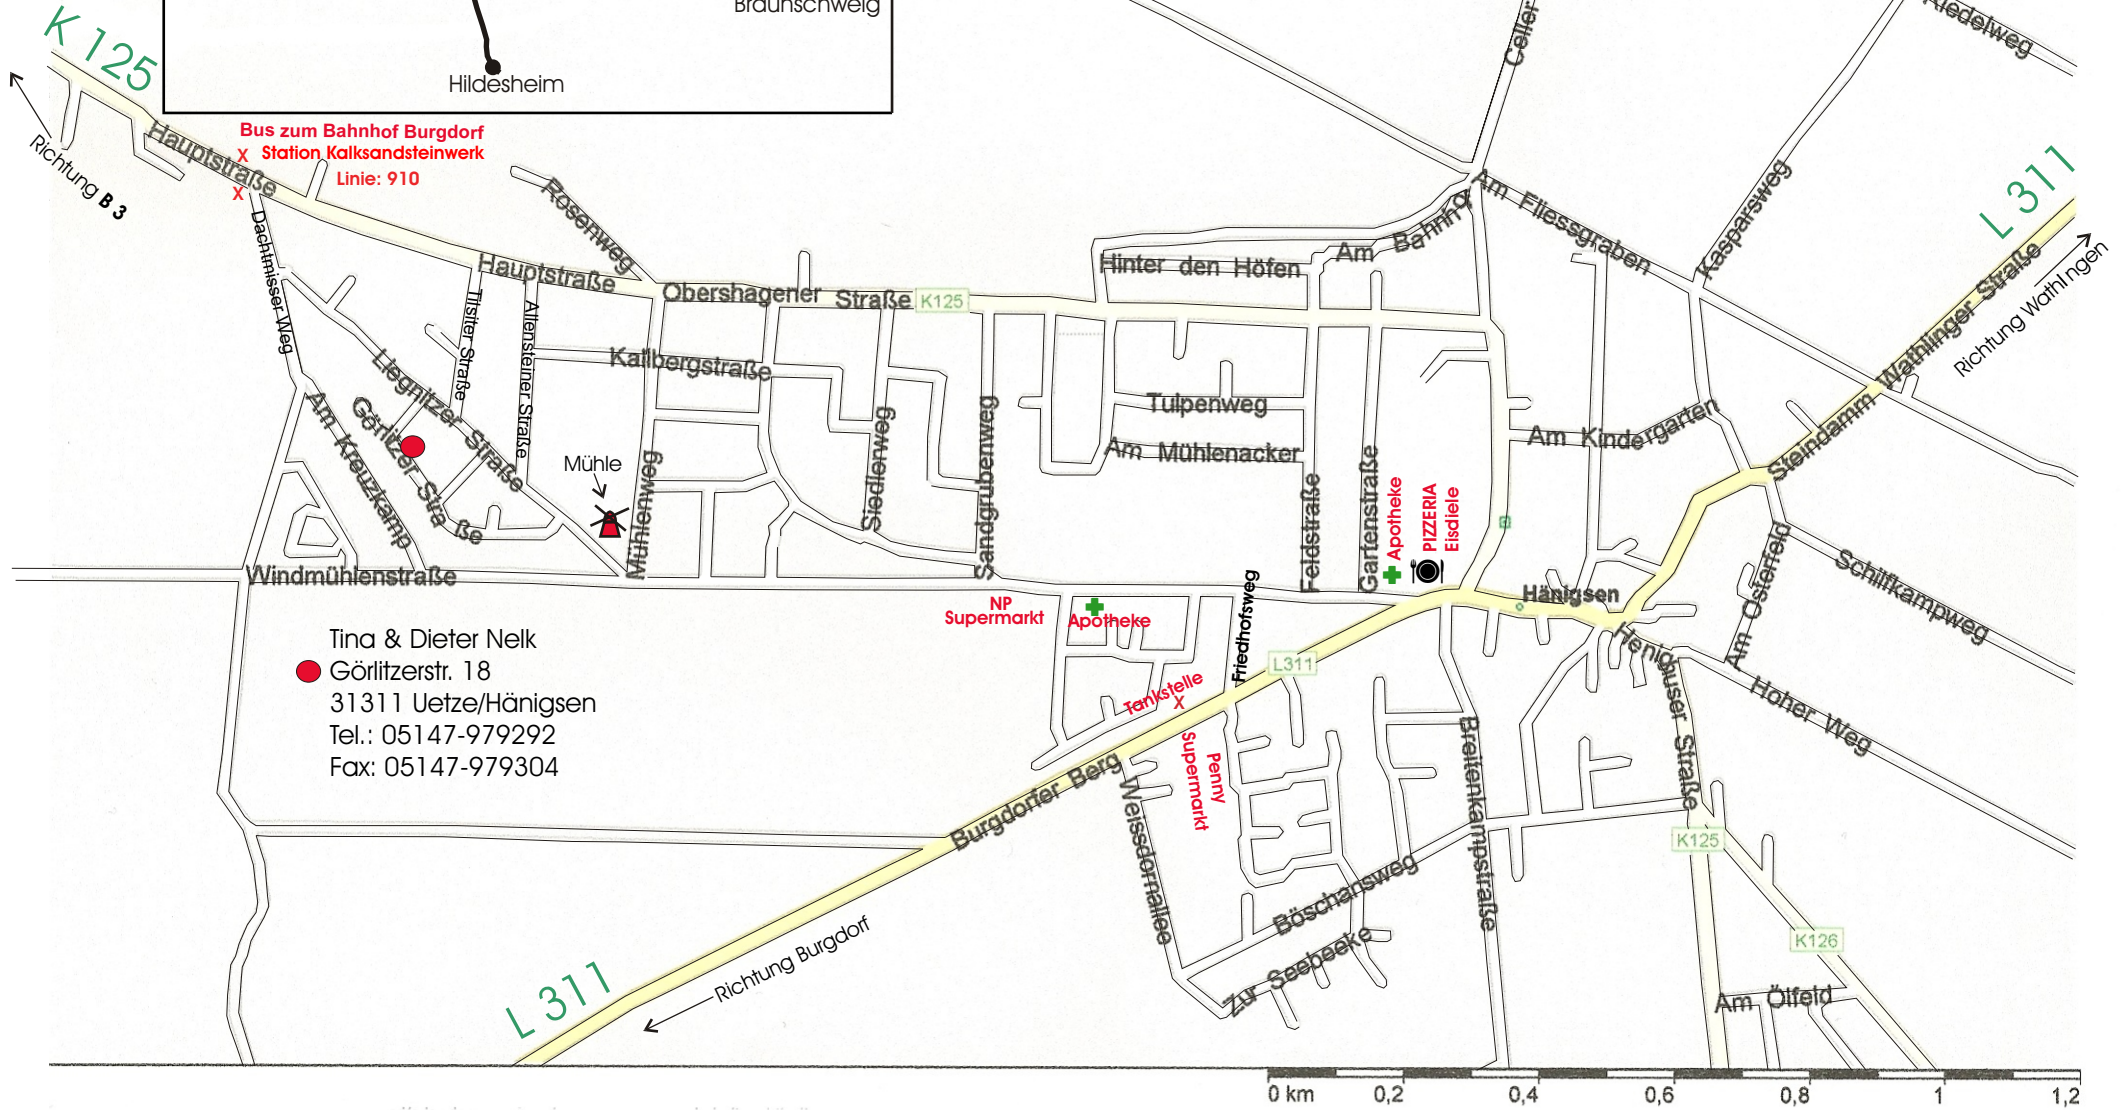 Braunschweig
Hildesheim
K 125
Richtung B 3
Hauptstraße
Bus zum Bahnhof Burgdorf
X Station Kalksandsteinwerk
X
Linie: 910
Rosenweg
Dachtmisser Weg
Hauptstraße
Obershagener Straße
K125
Hinter den Höfen
Am Bahnhof
Celler
Riedelweg
Am Fliessgraben
Kasparsweg
L 311
Wathlinger Straße
Richtung Wathlingen
Tilsiter Straße
Allensteiner Straße
Liegnitzer Straße
Görlitzer Straße
Am Kreuzkamp
Kalibergstraße
Mühle
Mühlenweg
Siedlerweg
Sandgrubenweg
Tulpenweg
Am Mühlenacker
Feldstraße
Gartenstraße
Apotheke
PIZZERIA
Eisdiele
Am Kindergarten
Steindamm
Windmühlenstraße
NP
Supermarkt
Apotheke
Friedhofsweg
Hänigsen
Am Osterfeld
Schilfkampweg
Henighuser Straße
Hoher Weg
Tina & Dieter Nelk
Görlitzerstr. 18
31311 Uetze/Hänigsen
Tel.: 05147-979292
Fax: 05147-979304
L311
Tankstelle
X
Penny
Supermarkt
Burgdorfer Berg
Weissdornallee
Breitenkampstraße
Böschansweg
Zur Seebeeke
K125
K126
Am Ölfeld
L 311
Richtung Burgdorf
0 km 0,2 0,4 0,6 0,8 1 1,2